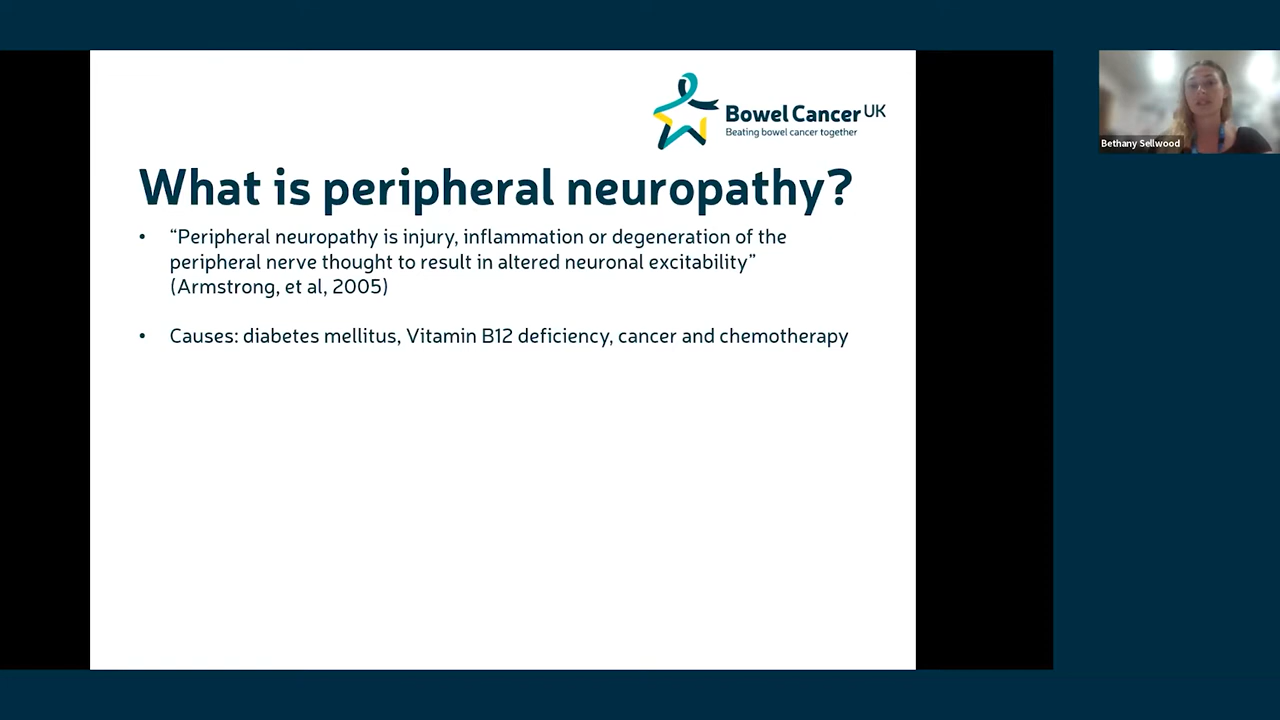 Bowel Cancer UK
Beating bowel cancer together
Bethany Sellwood
What is peripheral neuropathy?
• “Peripheral neuropathy is injury, inflammation or degeneration of the
peripheral nerve thought to result in altered neuronal excitability”
(Armstrong, et al, 2005)
• Causes: diabetes mellitus, Vitamin B12 deficiency, cancer and chemotherapy